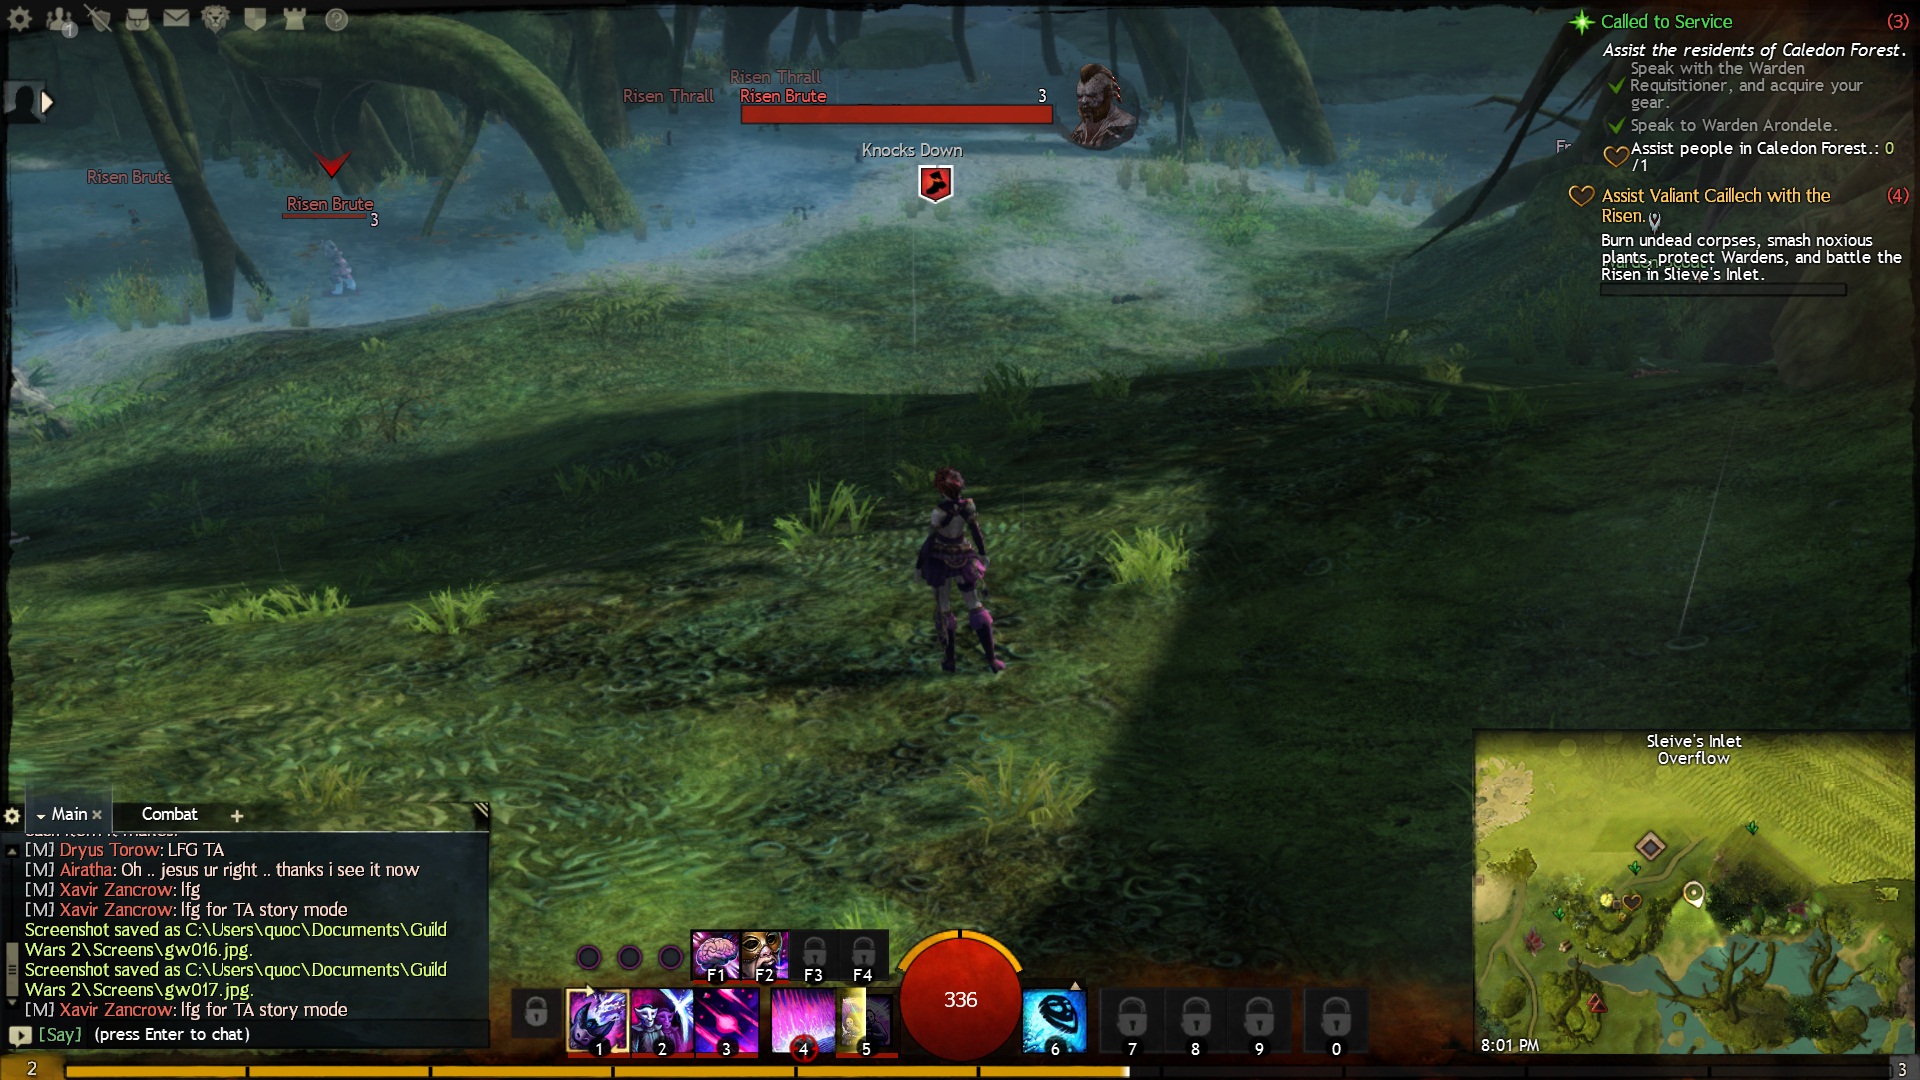 1
Called to Service (3)
Assist the residents of Caledon Forest.
Speak with the Warden
Requisitioner, and acquire your
gear.
Speak to Warden Arondele.
Assist people in Caledon Forest.: 0
/1
Assist Valiant Caillech with the (4)
Risen.
Burn undead corpses, smash noxious
plants, protect Wardens, and battle the
Risen in Slieve's Inlet.
Risen Thrall
Risen Thrall
Risen Brute 3
Knocks Down
Risen Brute
Risen Brute
3
Sleive's Inlet
Overflow
8:01 PM
Main
Combat
[M] Dryus Torow: LFG TA
[M] Airatha: Oh .. jesus ur right .. thanks i see it now
[M] Xavir Zancrow: lfg
[M] Xavir Zancrow: lfg for TA story mode
Screenshot saved as C:\Users\quoc\Documents\Guild
Wars 2\Screens\gw016.jpg.
Screenshot saved as C:\Users\quoc\Documents\Guild
Wars 2\Screens\gw017.jpg.
[M] Xavir Zancrow: lfg for TA story mode
[Say] (press Enter to chat)
F1 F2 F3 F4
336
1 2 3 4 5 6 7 8 9 0
2 3